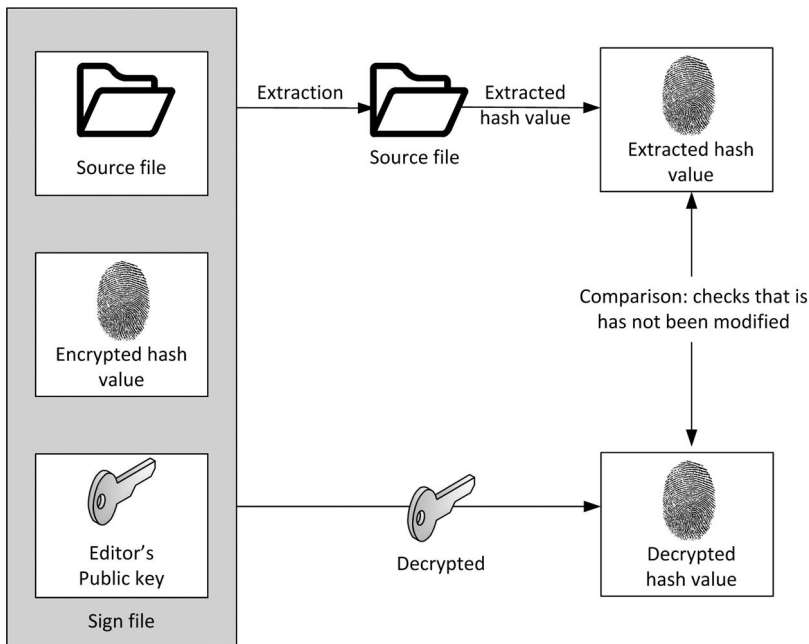 Source file
Extraction
Source file
Extracted
hash value
Extracted hash
value
Encrypted hash
value
Comparison: checks that is
has not been modified
Editor's
Public key
Sign file
Decrypted
Decrypted
hash value